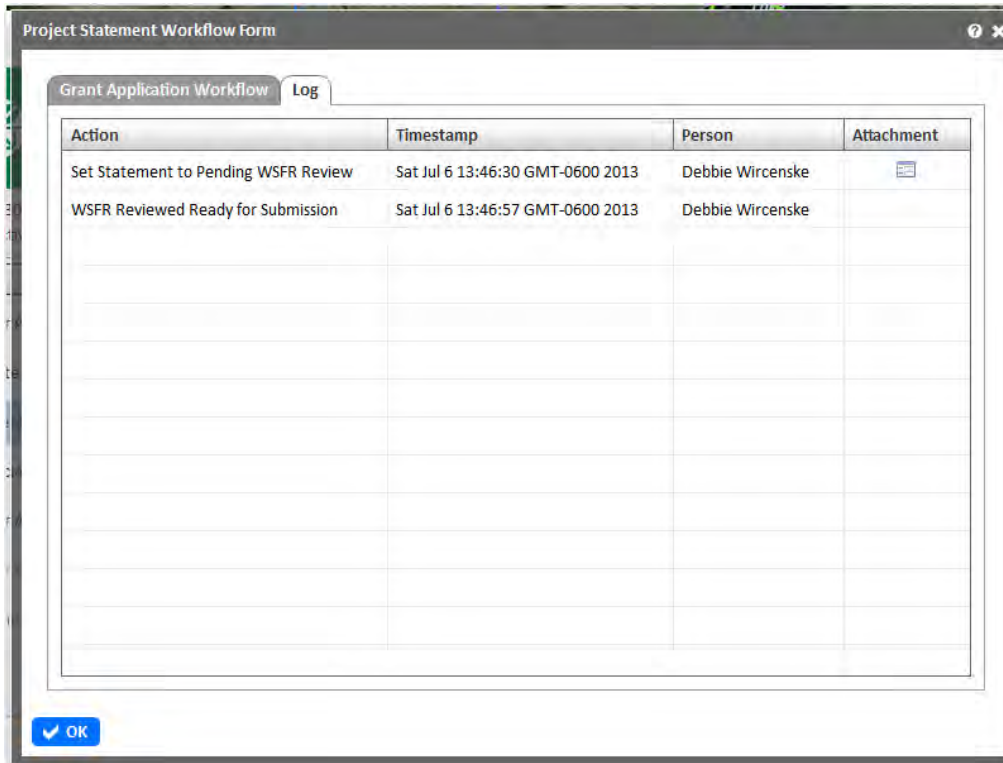 Project Statement Workflow Form
Grant Application Workflow Log
Action Timestamp Person Attachment
Set Statement to Pending WSFR Review Sat Jul 6 13:46:30 GMT-0600 2013 Debbie Wircenske
WSFR Reviewed Ready for Submission Sat Jul 6 13:46:57 GMT-0600 2013 Debbie Wircenske
OK